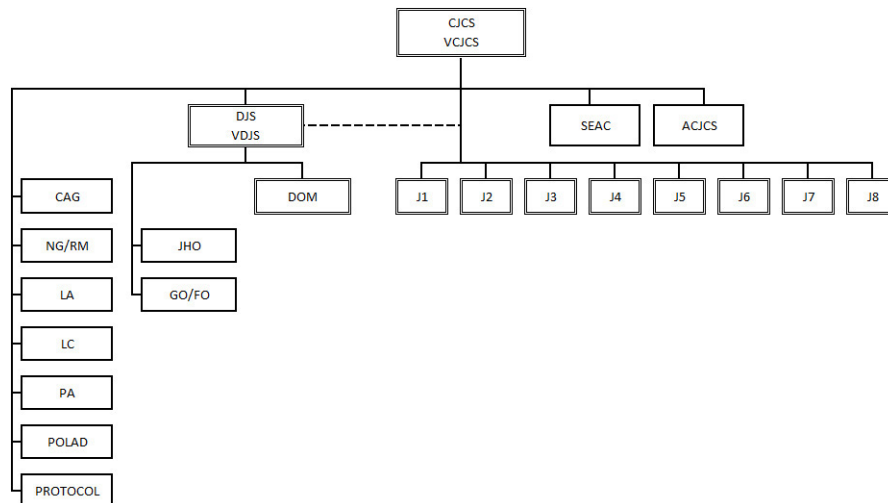 CJCS
VCJCS
DJS
VDJS
SEAC
ACJCS
CAG
DOM
J1
J2
J3
J4
J5
J6
J7
J8
NG/RM
JHO
LA
GO/FO
LC
PA
POLAD
PROTOCOL